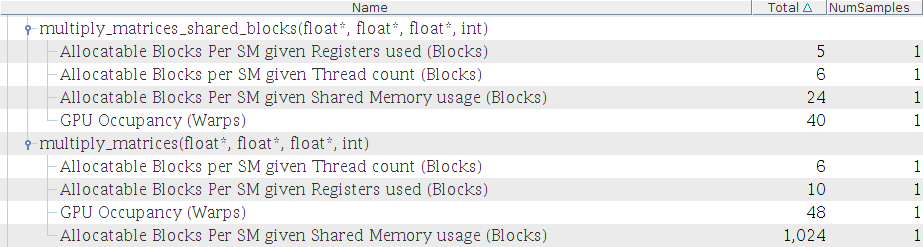 Name Total △ NumSamples
multiply_matrices_shared_blocks(float*, float*, float*, int)
Allocatable Blocks Per SM given Registers used (Blocks) 5 1
Allocatable Blocks per SM given Thread count (Blocks) 6 1
Allocatable Blocks Per SM given Shared Memory usage (Blocks) 24 1
GPU Occupancy (Warps) 40 1
multiply_matrices(float*, float*, float*, int)
Allocatable Blocks per SM given Thread count (Blocks) 6 1
Allocatable Blocks Per SM given Registers used (Blocks) 10 1
GPU Occupancy (Warps) 48 1
Allocatable Blocks Per SM given Shared Memory usage (Blocks) 1,024 1